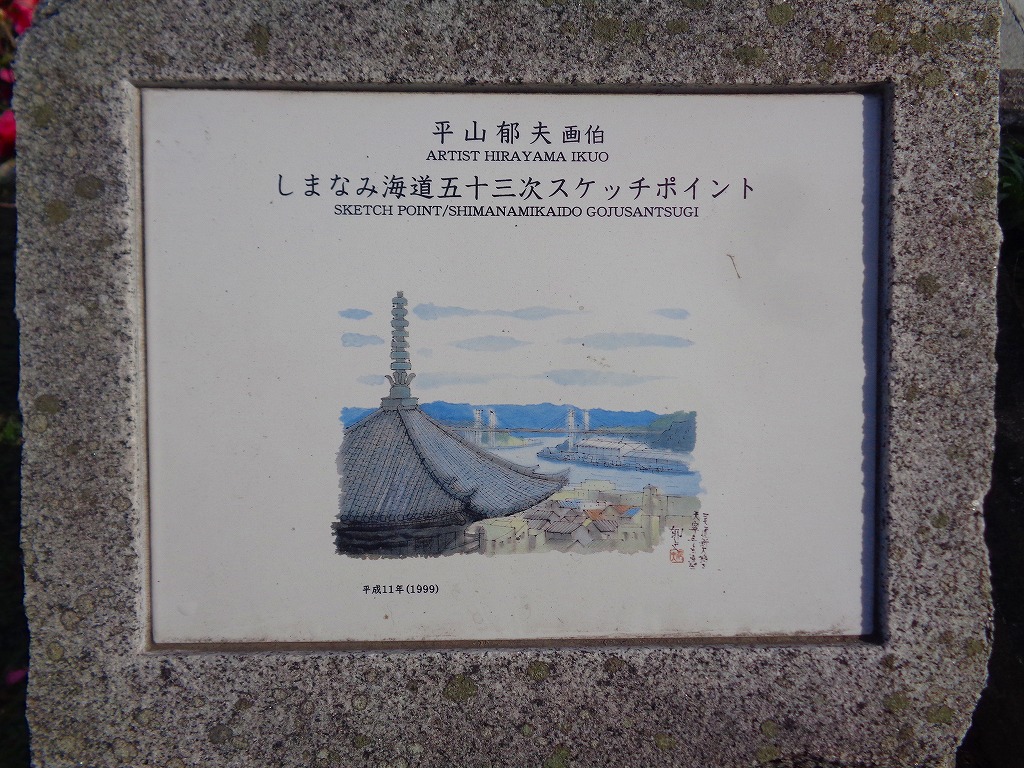 平山郁夫画伯
ARTIST HIRAYAMA IKUO
しまなみ海道五十三次スケッチポイント
SKETCH POINT/SHIMANAMIKAIDO GOJUSANTSUGI
平成11年(1999)